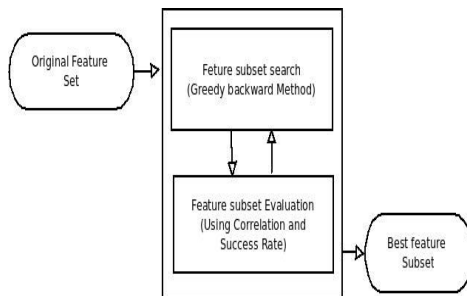 Original Feature
Set
Feture subset search
(Greedy backward Method)
Feature subset Evaluation
(Using Correlation and
Success Rate)
Best feature
Subset